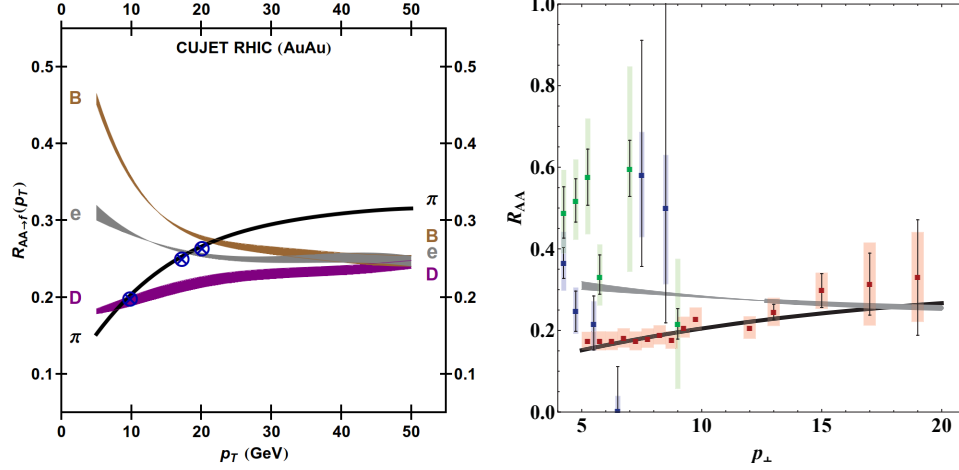 0 10 20 30 40 50
CUJET RHIC (AuAu)
0.5 0.5
B
0.4 0.4
R_AA→f(p_T)
0.3 e π 0.3
B
e
D
0.2 D 0.2
π
0.1 0.1
0 10 20 30 40 50
p_T (GeV)
1.0
0.8
0.6
R_AA
0.4
0.2
0.0
5 10 15 20
p_⊥